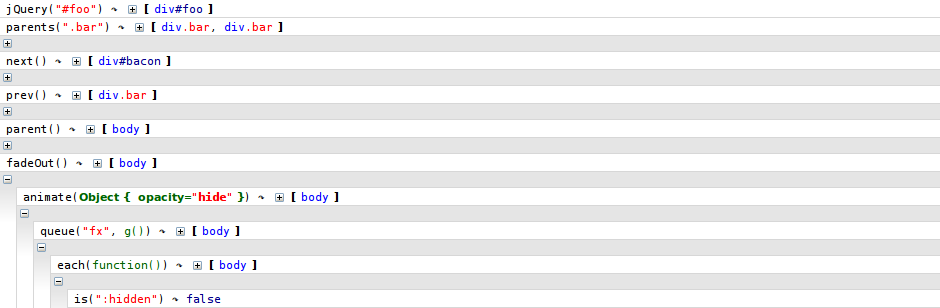 jQuery("#foo") ↷ [ div#foo ]
parents(".bar") ↷ [ div.bar, div.bar ]
next() ↷ [ div#bacon ]
prev() ↷ [ div.bar ]
parent() ↷ [ body ]
fadeOut() ↷ [ body ]
animate(Object { opacity="hide" }) ↷ [ body ]
queue("fx", g()) ↷ [ body ]
each(function()) ↷ [ body ]
is(":hidden") ↷ false